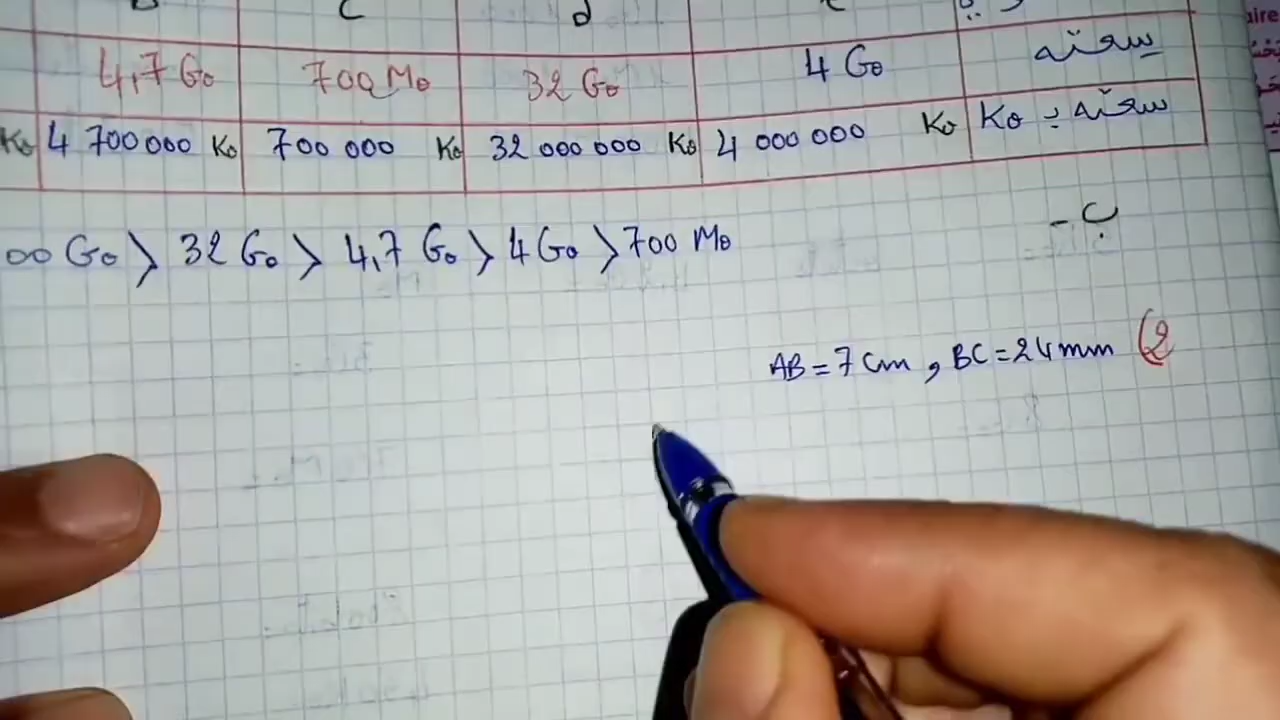 c d e
4,7 Go 700 Mo 32 Go 4 Go سعته
Ko 4 700 000 Ko 700 000 Ko 32 000 000 Ko 4 000 000 Ko سعته بـ Ko
ب -
00 Go > 32 Go > 4,7 Go > 4 Go > 700 Mo
AB = 7 cm , BC = 24 mm (2